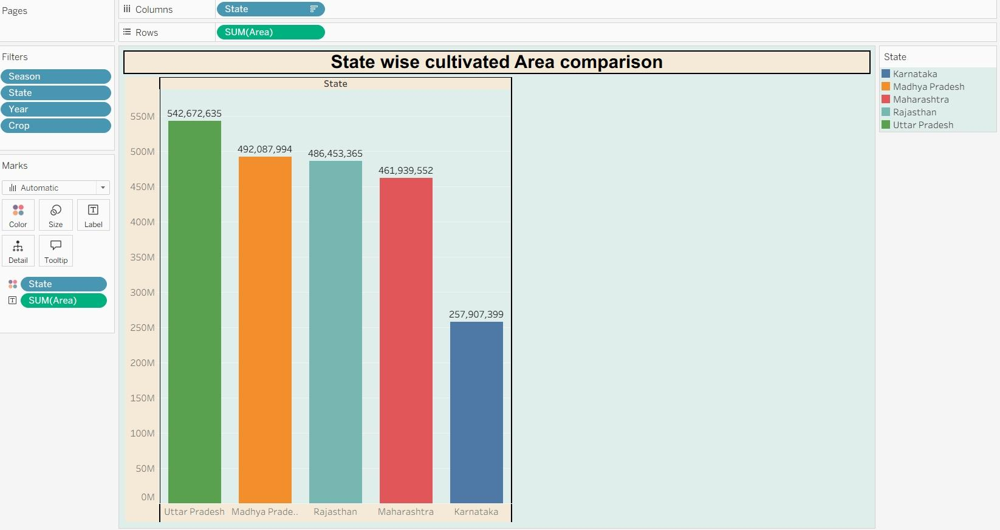 Pages
Columns
State
Rows
SUM(Area)
Filters
Season
State
Year
Crop
Marks
Automatic
Color
Size
Label
Detail
Tooltip
State
SUM(Area)
State wise cultivated Area comparison
State
550M
500M
450M
400M
350M
300M
250M
200M
150M
100M
50M
0M
542,672,635
492,087,994
486,453,365
461,939,552
257,907,399
Uttar Pradesh
Madhya Prade..
Rajasthan
Maharashtra
Karnataka
State
Karnataka
Madhya Pradesh
Maharashtra
Rajasthan
Uttar Pradesh